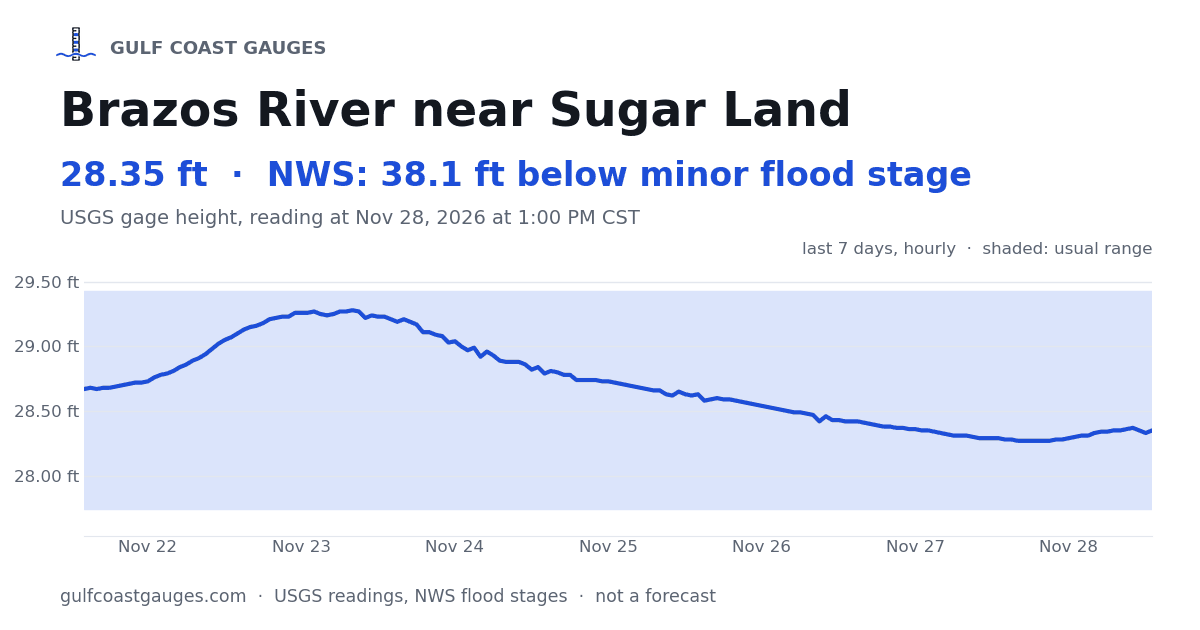 GULF COAST GAUGES
Brazos River near Sugar Land
28.35 ft · NWS: 38.1 ft below minor flood stage
USGS gage height, reading at Nov 28, 2026 at 1:00 PM CST
last 7 days, hourly · shaded: usual range
29.50 ft
29.00 ft
28.50 ft
28.00 ft
Nov 22 Nov 23 Nov 24 Nov 25 Nov 26 Nov 27 Nov 28
gulfcoastgauges.com · USGS readings, NWS flood stages · not a forecast